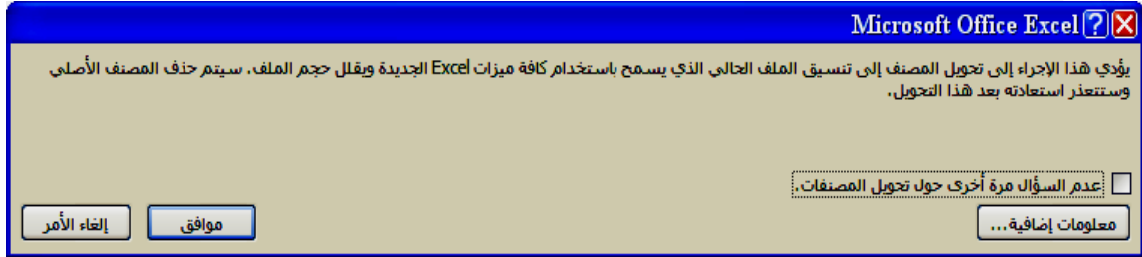 Microsoft Office Excel
يؤدي هذا الإجراء إلى تحويل المصنف إلى تنسيق الملف الحالي الذي يسمح باستخدام كافة ميزات Excel الجديدة ويقلل حجم الملف. سيتم حذف المصنف الأصلي
وستتعذر استعادته بعد هذا التحويل.
عدم السؤال مرة أخرى حول تحويل المصنفات.
معلومات إضافية... موافق إلغاء الأمر